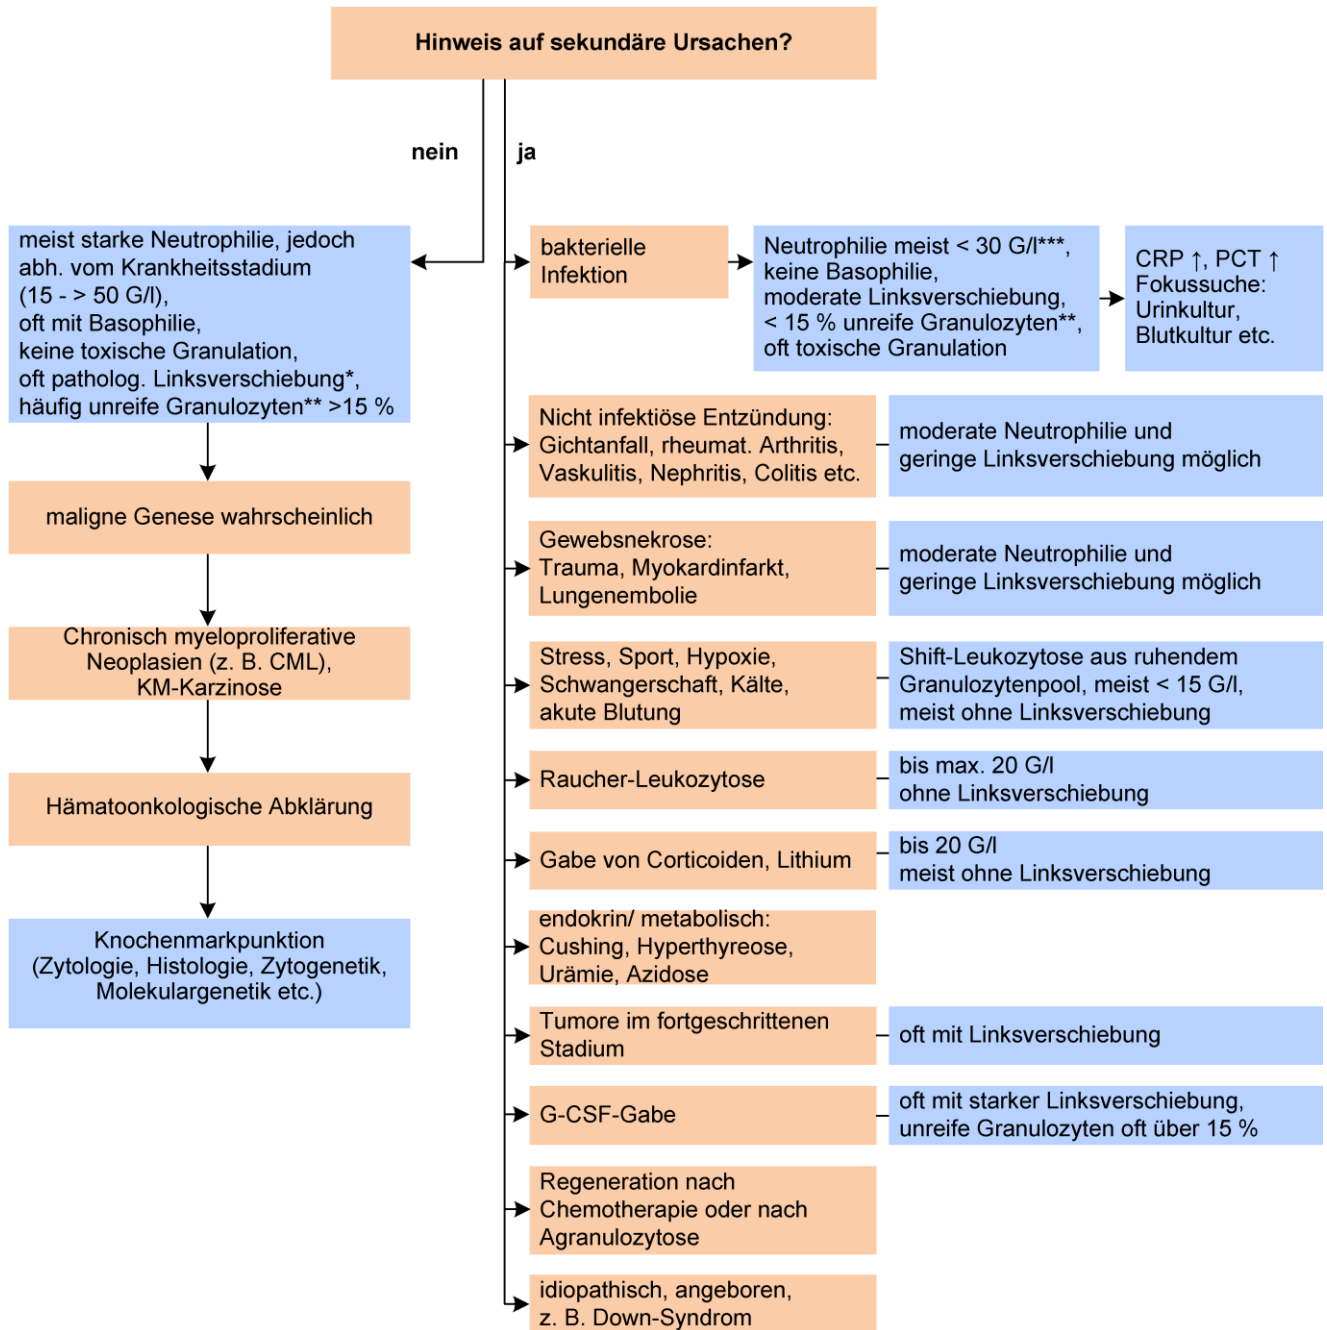 Hinweis auf sekundäre Ursachen?
nein
ja
meist starke Neutrophilie, jedoch
abh. vom Krankheitsstadium
(15 - > 50 G/l),
oft mit Basophilie,
keine toxische Granulation,
oft patholog. Linksverschiebung*,
häufig unreife Granulozyten** >15 %
maligne Genese wahrscheinlich
Chronisch myeloproliferative
Neoplasien (z. B. CML),
KM-Karzinose
Hämatoonkologische Abklärung
Knochenmarkpunktion
(Zytologie, Histologie, Zytogenetik,
Molekulargenetik etc.)
bakterielle
Infektion
Neutrophilie meist < 30 G/l***,
keine Basophilie,
moderate Linksverschiebung,
< 15 % unreife Granulozyten**,
oft toxische Granulation
CRP ↑, PCT ↑
Fokussuche:
Urinkultur,
Blutkultur etc.
Nicht infektiöse Entzündung:
Gichtanfall, rheumat. Arthritis,
Vaskulitis, Nephritis, Colitis etc.
moderate Neutrophilie und
geringe Linksverschiebung möglich
Gewebsnekrose:
Trauma, Myokardinfarkt,
Lungenembolie
moderate Neutrophilie und
geringe Linksverschiebung möglich
Stress, Sport, Hypoxie,
Schwangerschaft, Kälte,
akute Blutung
Shift-Leukozytose aus ruhendem
Granulozytenpool, meist < 15 G/l,
meist ohne Linksverschiebung
Raucher-Leukozytose
bis max. 20 G/l
ohne Linksverschiebung
Gabe von Corticoiden, Lithium
bis 20 G/l
meist ohne Linksverschiebung
endokrin/ metabolisch:
Cushing, Hyperthyreose,
Urämie, Azidose
Tumore im fortgeschrittenen
Stadium
oft mit Linksverschiebung
G-CSF-Gabe
oft mit starker Linksverschiebung,
unreife Granulozyten oft über 15 %
Regeneration nach
Chemotherapie oder nach
Agranulozytose
idiopathisch, angeboren,
z. B. Down-Syndrom